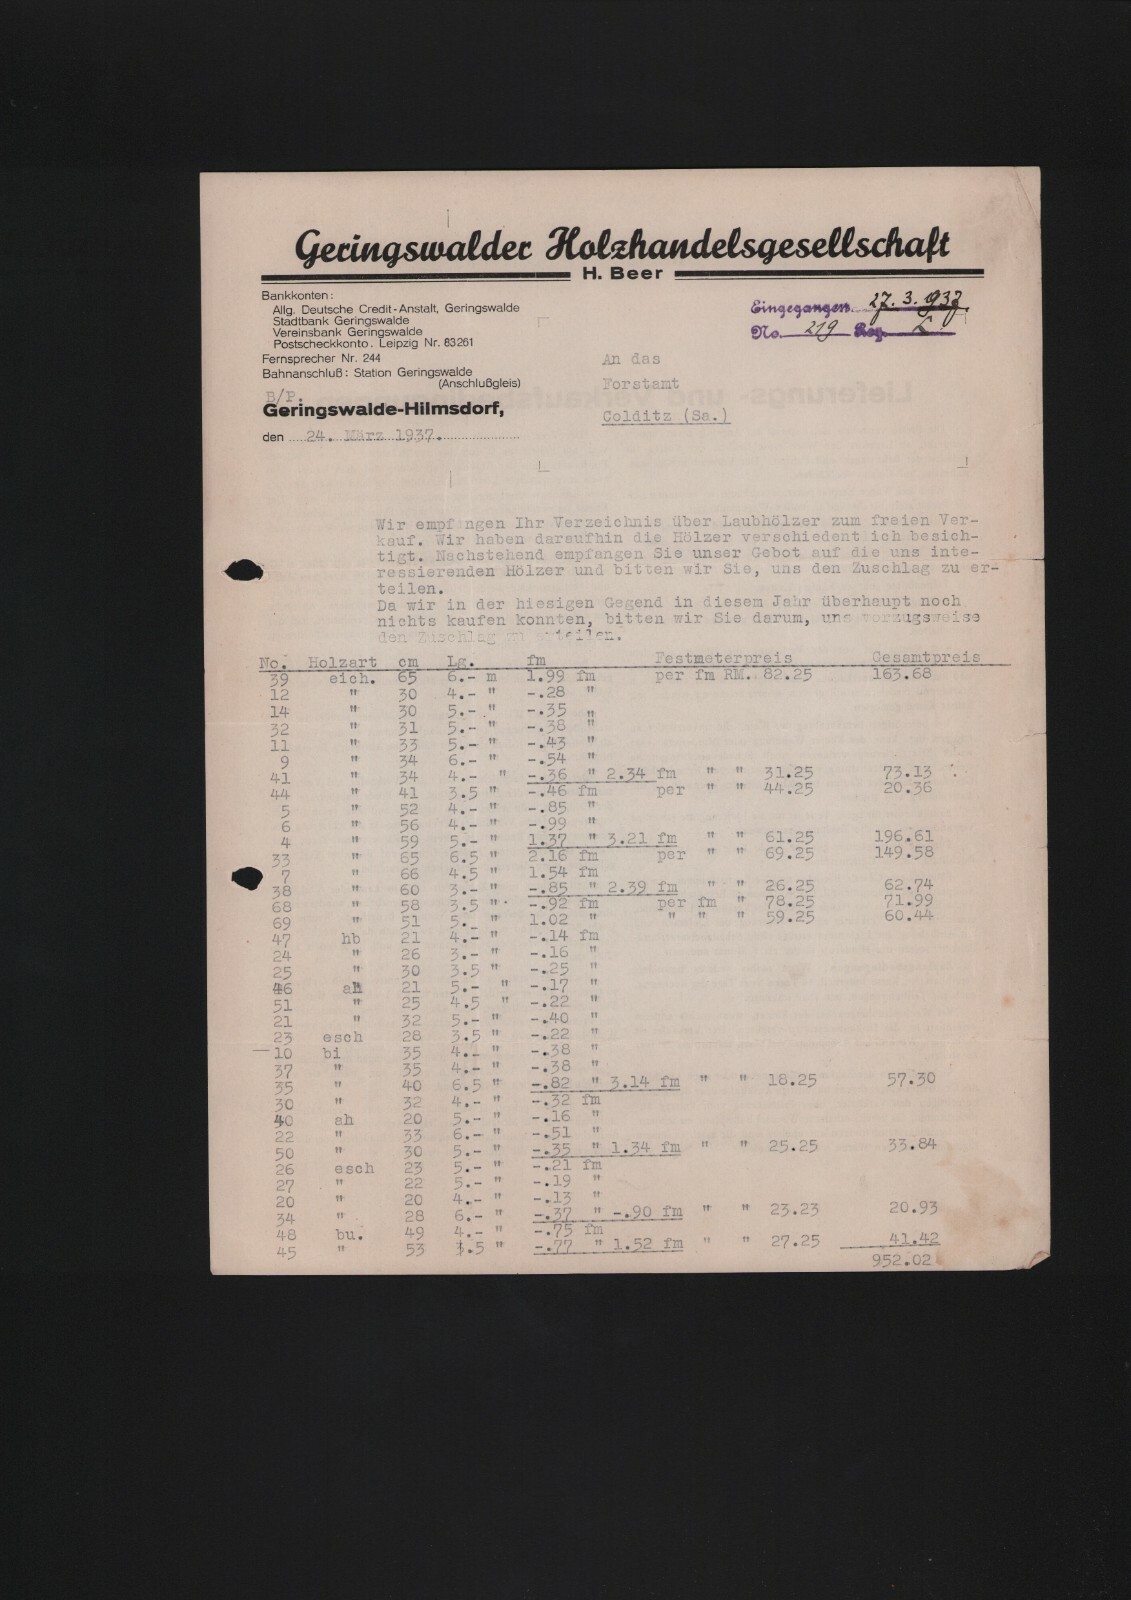 Geringswalder Holzhandelsgesellschaft
H. Beer
Bankkonten:
Allg. Deutsche Credit-Anstalt, Geringswalde
Stadtbank Geringswalde
Vereinsbank Geringswalde
Postscheckkonto. Leipzig Nr. 83261
Fernsprecher Nr. 244
Bahnanschluß: Station Geringswalde
(Anschlußgleis)
B/P.
Geringswalde-Hilmsdorf,
den 24. März 1937.
Eingegangen 27. 3. 1937
No. 219 Reg.
An das
Forstamt
Colditz (Sa.)
Wir empfangen Ihr Verzeichnis über Laubhölzer zum freien Ver-
kauf. Wir haben daraufhin die Hölzer verschiedent ich besich-
tigt. Nachstehend empfangen Sie unser Gebot auf die uns inte-
ressierenden Hölzer und bitten wir Sie, uns den Zuschlag zu er-
teilen.
Da wir in der hiesigen Gegend in diesem Jahr überhaupt noch
nichts kaufen konnten, bitten wir Sie darum, uns vorzugsweise
den Zuschlag zu erteilen.
No. Holzart cm Lg. fm Festmeterpreis Gesamtpreis
39 eich. 65 6.- m 1.99 fm per fm RM. 82.25 163.68
12 " 30 4.- " -.28 "
14 " 30 5.- " -.35 "
32 " 31 5.- " -.38 "
11 " 33 5.- " -.43 "
9 " 34 6.- " -.54 "
41 " 34 4.- " -.36 " 2.34 fm " " 31.25 73.13
44 " 41 3.5 " -.46 fm per " " 44.25 20.36
5 " 52 4.- " -.85 "
6 " 56 4.- " -.99 "
4 " 59 5.- " 1.37 " 3.21 fm " " 61.25 196.61
33 " 65 6.5 " 2.16 fm per " " 69.25 149.58
7 " 66 4.5 " 1.54 fm
38 " 60 3.- " -.85 " 2.39 fm " " 26.25 62.74
68 " 58 3.5 " -.92 fm per fm " 78.25 71.99
69 " 51 5.- " 1.02 " " " " 59.25 60.44
47 hb 21 4.- " -.14 fm
24 " 26 3.- " -.16 "
25 " 30 3.5 " -.25 "
46 ah 21 5.- " -.17 "
51 " 25 4.5 " -.22 "
21 " 32 5.- " -.40 "
23 esch 28 3.5 " -.22 "
10 bi 35 4.- " -.38 "
37 " 35 4.- " -.38 "
35 " 40 6.5 " -.82 " 3.14 fm " " 18.25 57.30
30 " 32 4.- " -.32 fm
40 ah 20 5.- " -.16 "
22 " 33 6.- " -.51 "
50 " 30 5.- " -.35 " 1.34 fm " " 25.25 33.84
26 esch 23 5.- " -.21 fm
27 " 22 5.- " -.19 "
20 " 20 4.- " -.13 "
34 " 28 6.- " -.37 " -.90 fm " " 23.23 20.93
48 bu. 49 4.- " -.75 fm
45 " 53 .5 " -.77 " 1.52 fm " " 27.25 41.42
952.02